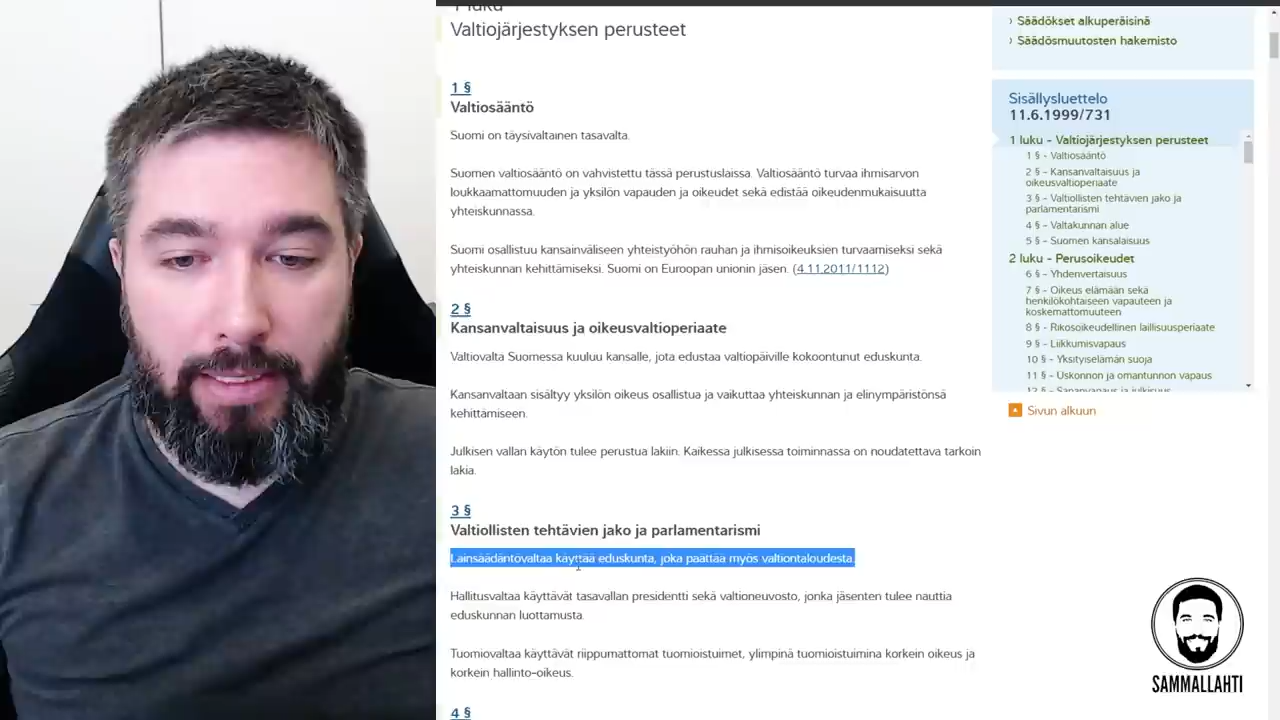 1 luku
Valtiojärjestyksen perusteet
1 §
Valtiosääntö
Suomi on täysivaltainen tasavalta.
Suomen valtiosääntö on vahvistettu tässä perustuslaissa. Valtiosääntö turvaa ihmisarvon
loukkaamattomuuden ja yksilön vapauden ja oikeudet sekä edistää oikeudenmukaisuutta
yhteiskunnassa.
Suomi osallistuu kansainväliseen yhteistyöhön rauhan ja ihmisoikeuksien turvaamiseksi sekä
yhteiskunnan kehittämiseksi. Suomi on Euroopan unionin jäsen. (4.11.2011/1112)
2 §
Kansanvaltaisuus ja oikeusvaltioperiaate
Valtiovalta Suomessa kuuluu kansalle, jota edustaa valtiopäiville kokoontunut eduskunta.
Kansanvaltaan sisältyy yksilön oikeus osallistua ja vaikuttaa yhteiskunnan ja elinympäristönsä
kehittämiseen.
Julkisen vallan käytön tulee perustua lakiin. Kaikessa julkisessa toiminnassa on noudatettava tarkoin
lakia.
3 §
Valtiollisten tehtävien jako ja parlamentarismi
Lainsäädäntövaltaa käyttää eduskunta, joka päättää myös valtiontaloudesta.
Hallitusvaltaa käyttävät tasavallan presidentti sekä valtioneuvosto, jonka jäsenten tulee nauttia
eduskunnan luottamusta.
Tuomiovaltaa käyttävät riippumattomat tuomioistuimet, ylimpinä tuomioistuimina korkein oikeus ja
korkein hallinto-oikeus.
4 §
› Säädökset alkuperäisinä
› Säädösmuutosten hakemisto
Sisällysluettelo
11.6.1999/731
1 luku - Valtiojärjestyksen perusteet
1 § - Valtiosääntö
2 § - Kansanvaltaisuus ja
oikeusvaltioperiaate
3 § - Valtiollisten tehtävien jako ja
parlamentarismi
4 § - Valtakunnan alue
5 § - Suomen kansalaisuus
2 luku - Perusoikeudet
6 § - Yhdenvertaisuus
7 § - Oikeus elämään sekä
henkilökohtaiseen vapauteen ja
koskemattomuuteen
8 § - Rikosoikeudellinen laillisuusperiaate
9 § - Liikkumisvapaus
10 § - Yksityiselämän suoja
11 § - Uskonnon ja omantunnon vapaus
12 § - Sananvapaus ja julkisuus
Sivun alkuun
SAMMALLAHTI